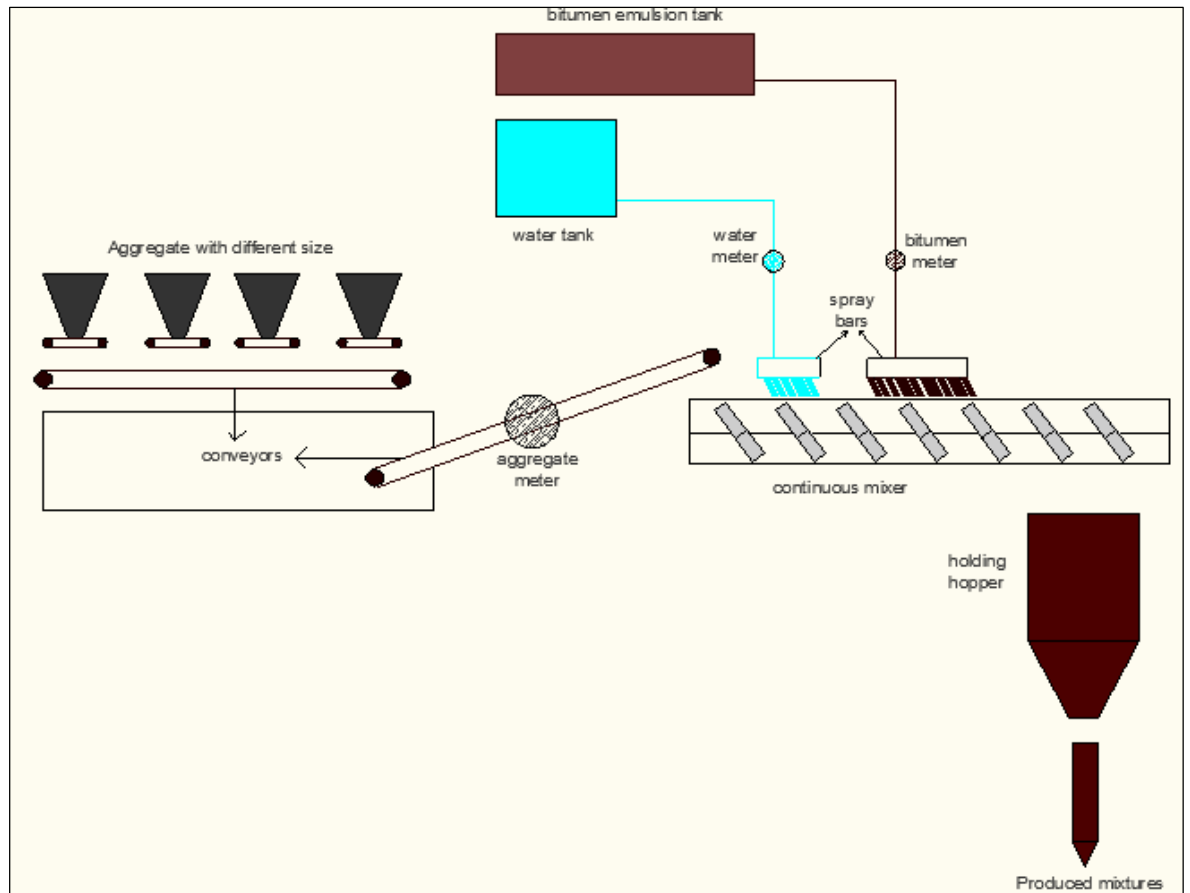 bitumen emulsion tank
water tank
water
meter
bitumen
meter
Aggregate with different size
spray
bars
conveyors
aggregate
meter
continuous mixer
holding
hopper
Produced mixtures